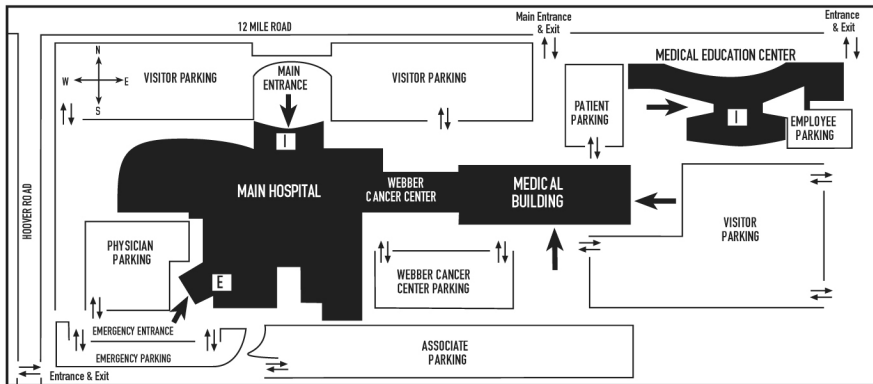 12 MILE ROAD
Main Entrance
& Exit
Entrance
& Exit
N
W E
S
VISITOR PARKING
MAIN
ENTRANCE
VISITOR PARKING
MEDICAL EDUCATION CENTER
PATIENT
PARKING
I
EMPLOYEE
PARKING
I
HOOVER ROAD
MAIN HOSPITAL
WEBBER
CANCER CENTER
MEDICAL
BUILDING
VISITOR
PARKING
PHYSICIAN
PARKING
E
WEBBER CANCER
CENTER PARKING
EMERGENCY ENTRANCE
EMERGENCY PARKING
ASSOCIATE
PARKING
Entrance & Exit